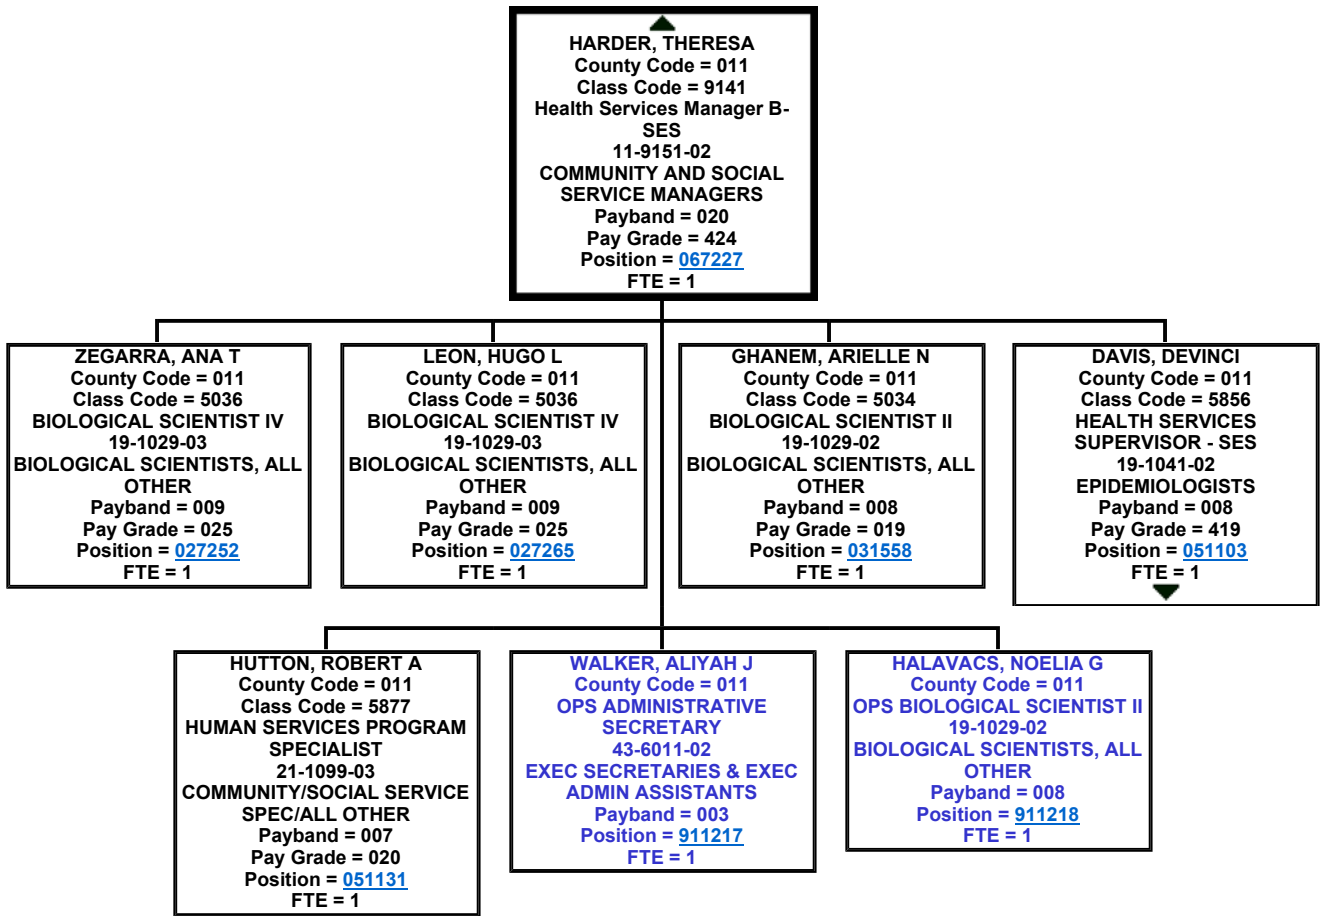 HARDER, THERESA
County Code = 011
Class Code = 9141
Health Services Manager B-
SES
11-9151-02
COMMUNITY AND SOCIAL
SERVICE MANAGERS
Payband = 020
Pay Grade = 424
Position = 067227
FTE = 1
ZEGARRA, ANA T
County Code = 011
Class Code = 5036
BIOLOGICAL SCIENTIST IV
19-1029-03
BIOLOGICAL SCIENTISTS, ALL
OTHER
Payband = 009
Pay Grade = 025
Position = 027252
FTE = 1
LEON, HUGO L
County Code = 011
Class Code = 5036
BIOLOGICAL SCIENTIST IV
19-1029-03
BIOLOGICAL SCIENTISTS, ALL
OTHER
Payband = 009
Pay Grade = 025
Position = 027265
FTE = 1
GHANEM, ARIELLE N
County Code = 011
Class Code = 5034
BIOLOGICAL SCIENTIST II
19-1029-02
BIOLOGICAL SCIENTISTS, ALL
OTHER
Payband = 008
Pay Grade = 019
Position = 031558
FTE = 1
DAVIS, DEVINCI
County Code = 011
Class Code = 5856
HEALTH SERVICES
SUPERVISOR - SES
19-1041-02
EPIDEMIOLOGISTS
Payband = 008
Pay Grade = 419
Position = 051103
FTE = 1
HUTTON, ROBERT A
County Code = 011
Class Code = 5877
HUMAN SERVICES PROGRAM
SPECIALIST
21-1099-03
COMMUNITY/SOCIAL SERVICE
SPEC/ALL OTHER
Payband = 007
Pay Grade = 020
Position = 051131
FTE = 1
WALKER, ALIYAH J
County Code = 011
OPS ADMINISTRATIVE
SECRETARY
43-6011-02
EXEC SECRETARIES & EXEC
ADMIN ASSISTANTS
Payband = 003
Position = 911217
FTE = 1
HALAVACS, NOELIA G
County Code = 011
OPS BIOLOGICAL SCIENTIST II
19-1029-02
BIOLOGICAL SCIENTISTS, ALL
OTHER
Payband = 008
Position = 911218
FTE = 1